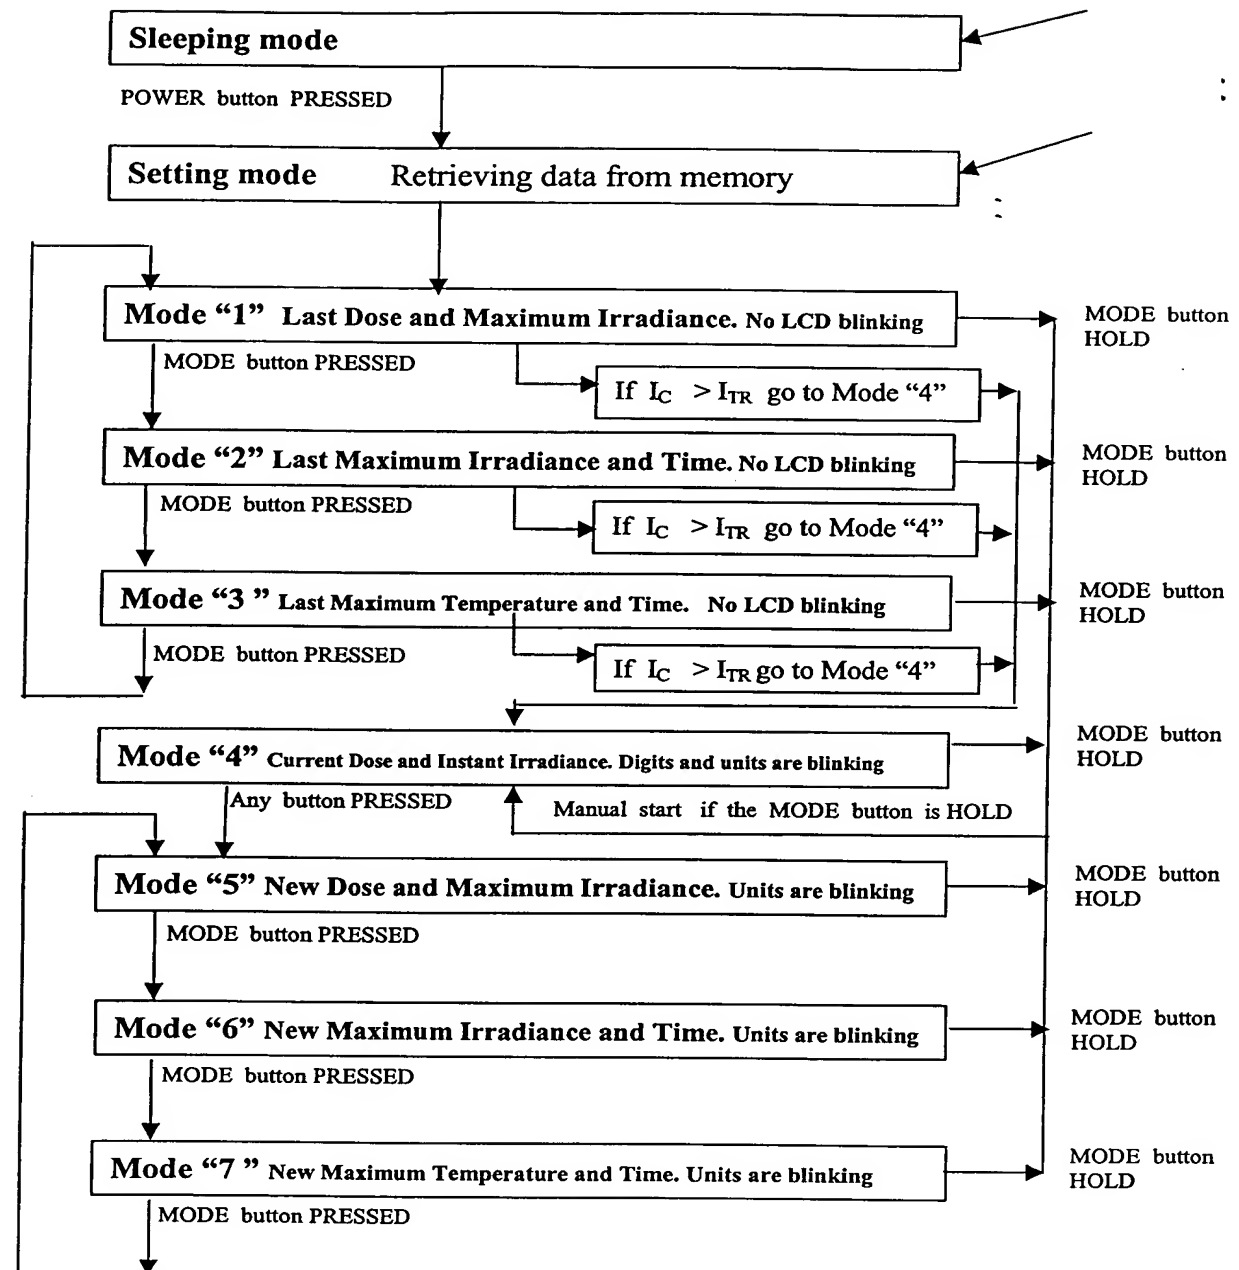 Sleeping mode
POWER button PRESSED
Setting mode Retrieving data from memory
Mode “1” Last Dose and Maximum Irradiance. No LCD blinking
MODE button
HOLD
MODE button PRESSED
If IC > ITR go to Mode “4”
Mode “2” Last Maximum Irradiance and Time. No LCD blinking
MODE button
HOLD
MODE button PRESSED
If IC > ITR go to Mode “4”
Mode “3 ” Last Maximum Temperature and Time. No LCD blinking
MODE button
HOLD
MODE button PRESSED
If IC > ITR go to Mode “4”
Mode “4” Current Dose and Instant Irradiance. Digits and units are blinking
MODE button
HOLD
Any button PRESSED
Manual start if the MODE button is HOLD
Mode “5” New Dose and Maximum Irradiance. Units are blinking
MODE button
HOLD
MODE button PRESSED
Mode “6” New Maximum Irradiance and Time. Units are blinking
MODE button
HOLD
MODE button PRESSED
Mode “7 ” New Maximum Temperature and Time. Units are blinking
MODE button
HOLD
MODE button PRESSED